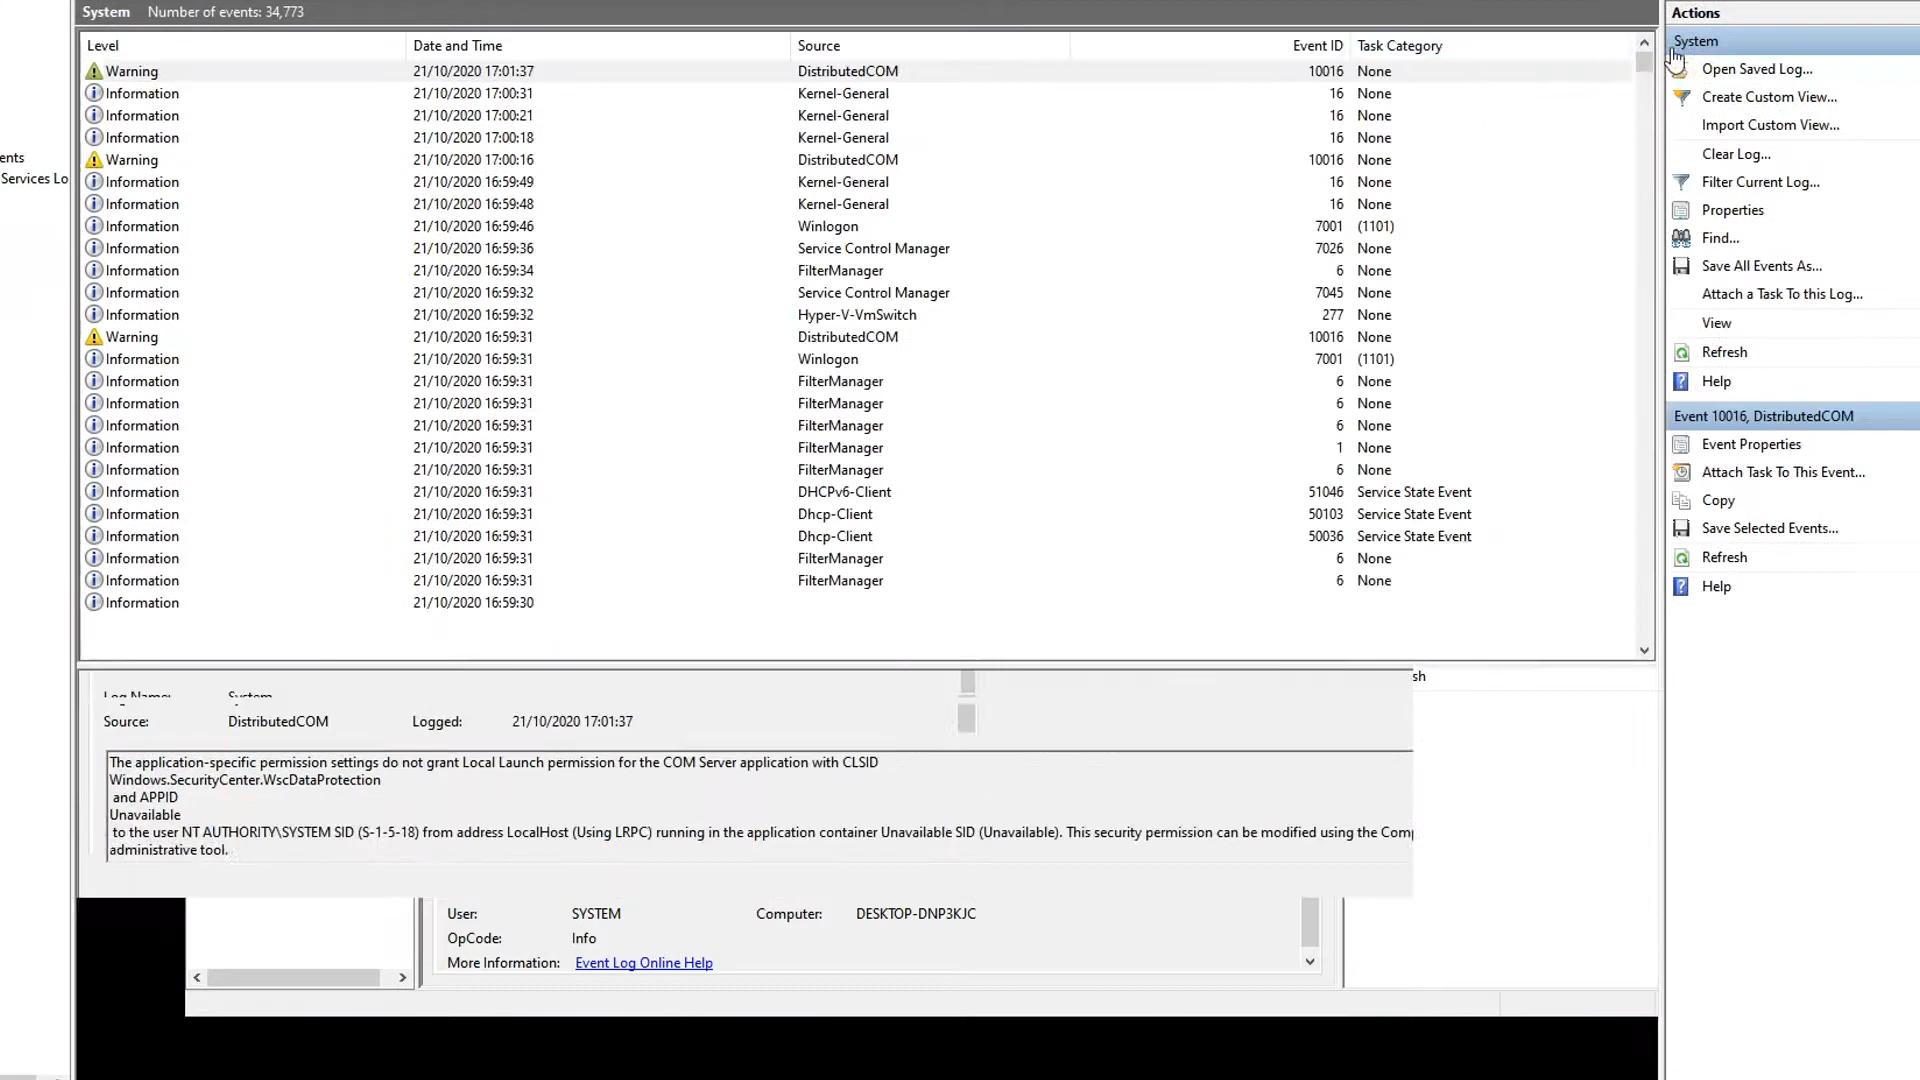 System Number of events: 34,773
Level Date and Time Source Event ID Task Category
Warning 21/10/2020 17:01:37 DistributedCOM 10016 None
Information 21/10/2020 17:00:31 Kernel-General 16 None
Information 21/10/2020 17:00:21 Kernel-General 16 None
Information 21/10/2020 17:00:18 Kernel-General 16 None
Warning 21/10/2020 17:00:16 DistributedCOM 10016 None
Information 21/10/2020 16:59:49 Kernel-General 16 None
Information 21/10/2020 16:59:48 Kernel-General 16 None
Information 21/10/2020 16:59:46 Winlogon 7001 (1101)
Information 21/10/2020 16:59:36 Service Control Manager 7026 None
Information 21/10/2020 16:59:34 FilterManager 6 None
Information 21/10/2020 16:59:32 Service Control Manager 7045 None
Information 21/10/2020 16:59:32 Hyper-V-VmSwitch 277 None
Warning 21/10/2020 16:59:31 DistributedCOM 10016 None
Information 21/10/2020 16:59:31 Winlogon 7001 (1101)
Information 21/10/2020 16:59:31 FilterManager 6 None
Information 21/10/2020 16:59:31 FilterManager 6 None
Information 21/10/2020 16:59:31 FilterManager 6 None
Information 21/10/2020 16:59:31 FilterManager 1 None
Information 21/10/2020 16:59:31 FilterManager 6 None
Information 21/10/2020 16:59:31 DHCPv6-Client 51046 Service State Event
Information 21/10/2020 16:59:31 Dhcp-Client 50103 Service State Event
Information 21/10/2020 16:59:31 Dhcp-Client 50036 Service State Event
Information 21/10/2020 16:59:31 FilterManager 6 None
Information 21/10/2020 16:59:31 FilterManager 6 None
Information 21/10/2020 16:59:30
ents
Services Lo
Log Name: System
Source: DistributedCOM Logged: 21/10/2020 17:01:37
sh
The application-specific permission settings do not grant Local Launch permission for the COM Server application with CLSID
Windows.SecurityCenter.WscDataProtection
and APPID
Unavailable
to the user NT AUTHORITY\SYSTEM SID (S-1-5-18) from address LocalHost (Using LRPC) running in the application container Unavailable SID (Unavailable). This security permission can be modified using the Comp
administrative tool.
User: SYSTEM Computer: DESKTOP-DNP3KJC
OpCode: Info
More Information: Event Log Online Help
Actions
System
Open Saved Log...
Create Custom View...
Import Custom View...
Clear Log...
Filter Current Log...
Properties
Find...
Save All Events As...
Attach a Task To this Log...
View
Refresh
Help
Event 10016, DistributedCOM
Event Properties
Attach Task To This Event...
Copy
Save Selected Events...
Refresh
Help